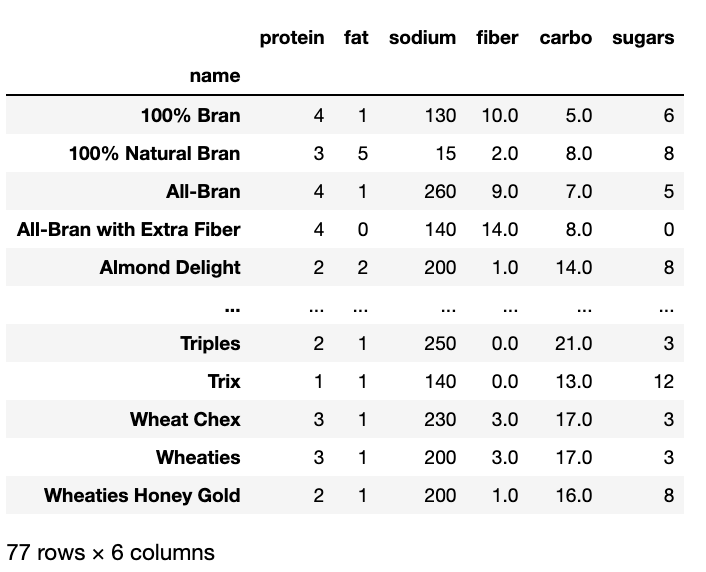 protein fat sodium fiber carbo sugars
name
100% Bran 4 1 130 10.0 5.0 6
100% Natural Bran 3 5 15 2.0 8.0 8
All-Bran 4 1 260 9.0 7.0 5
All-Bran with Extra Fiber 4 0 140 14.0 8.0 0
Almond Delight 2 2 200 1.0 14.0 8
... ... ... ... ... ... ...
Triples 2 1 250 0.0 21.0 3
Trix 1 1 140 0.0 13.0 12
Wheat Chex 3 1 230 3.0 17.0 3
Wheaties 3 1 200 3.0 17.0 3
Wheaties Honey Gold 2 1 200 1.0 16.0 8
77 rows × 6 columns